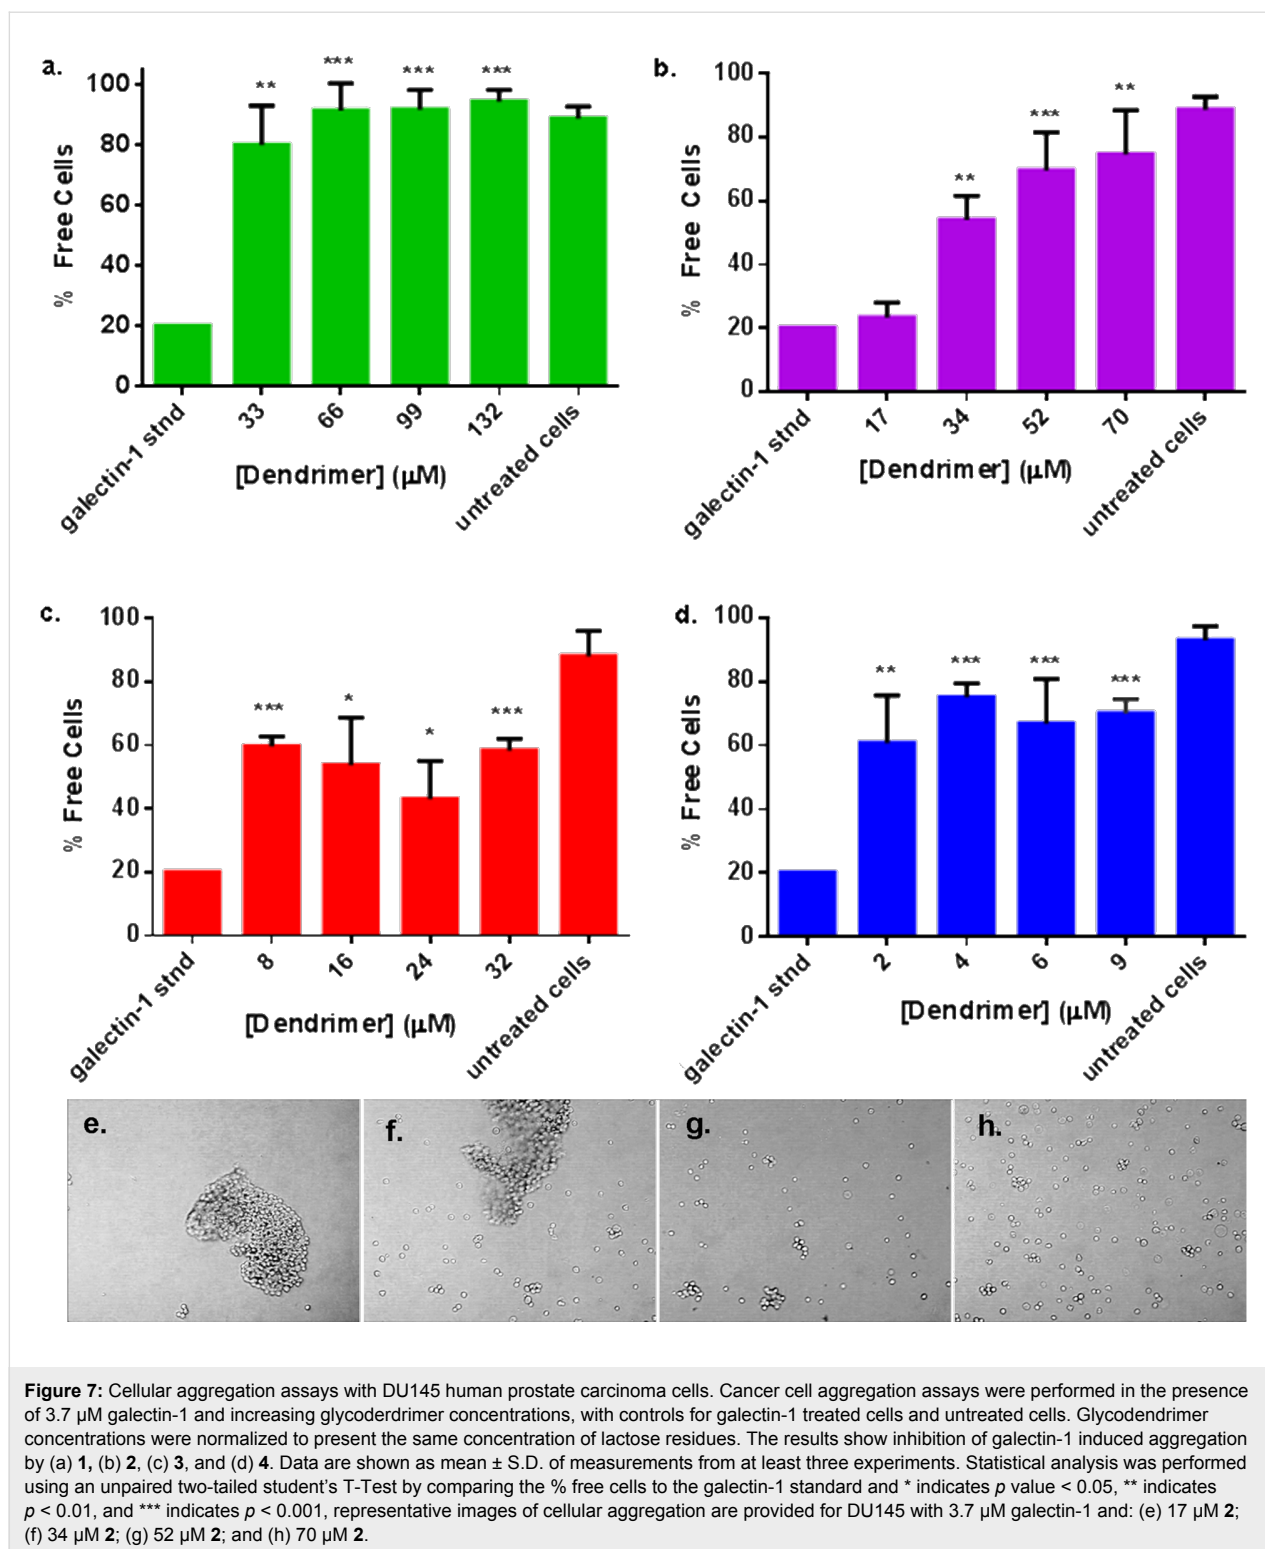 a.
**
***
***
***
100
80
60
40
20
0
% Free Cells
galectin-1 stnd
33
66
99
132
untreated cells
[Dendrimer] (μM)
b.
**
***
**
100
80
60
40
20
0
% Free Cells
galectin-1 stnd
17
34
52
70
untreated cells
[Dendrimer] (μM)
c.
***
*
*
***
100
80
60
40
20
0
% Free Cells
galectin-1 stnd
8
16
24
32
untreated cells
[Dendrimer] (μM)
d.
**
***
***
***
100
80
60
40
20
0
% Free Cells
galectin-1 stnd
2
4
6
9
untreated cells
[Dendrimer] (μM)
e.
f.
g.
h.
Figure 7: Cellular aggregation assays with DU145 human prostate carcinoma cells. Cancer cell aggregation assays were performed in the presence
of 3.7 μM galectin-1 and increasing glycoderdrimer concentrations, with controls for galectin-1 treated cells and untreated cells. Glycodendrimer
concentrations were normalized to present the same concentration of lactose residues. The results show inhibition of galectin-1 induced aggregation
by (a) 1, (b) 2, (c) 3, and (d) 4. Data are shown as mean ± S.D. of measurements from at least three experiments. Statistical analysis was performed
using an unpaired two-tailed student's T-Test by comparing the % free cells to the galectin-1 standard and * indicates p value < 0.05, ** indicates
p < 0.01, and *** indicates p < 0.001, representative images of cellular aggregation are provided for DU145 with 3.7 μM galectin-1 and: (e) 17 μM 2;
(f) 34 μM 2; (g) 52 μM 2; and (h) 70 μM 2.